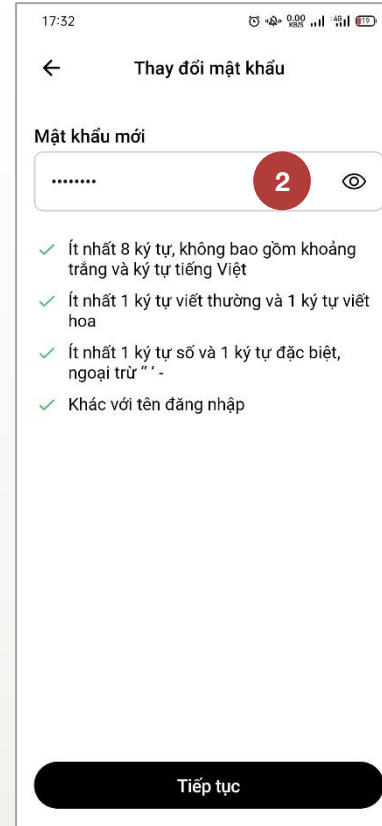 17:32 0.00 KB/S 4G 19
Thay đổi mật khẩu
Mật khẩu mới
········ 2
Ít nhất 8 ký tự, không bao gồm khoảng
trắng và ký tự tiếng Việt
Ít nhất 1 ký tự viết thường và 1 ký tự viết
hoa
Ít nhất 1 ký tự số và 1 ký tự đặc biệt,
ngoại trừ “ ‘ -
Khác với tên đăng nhập
Tiếp tục